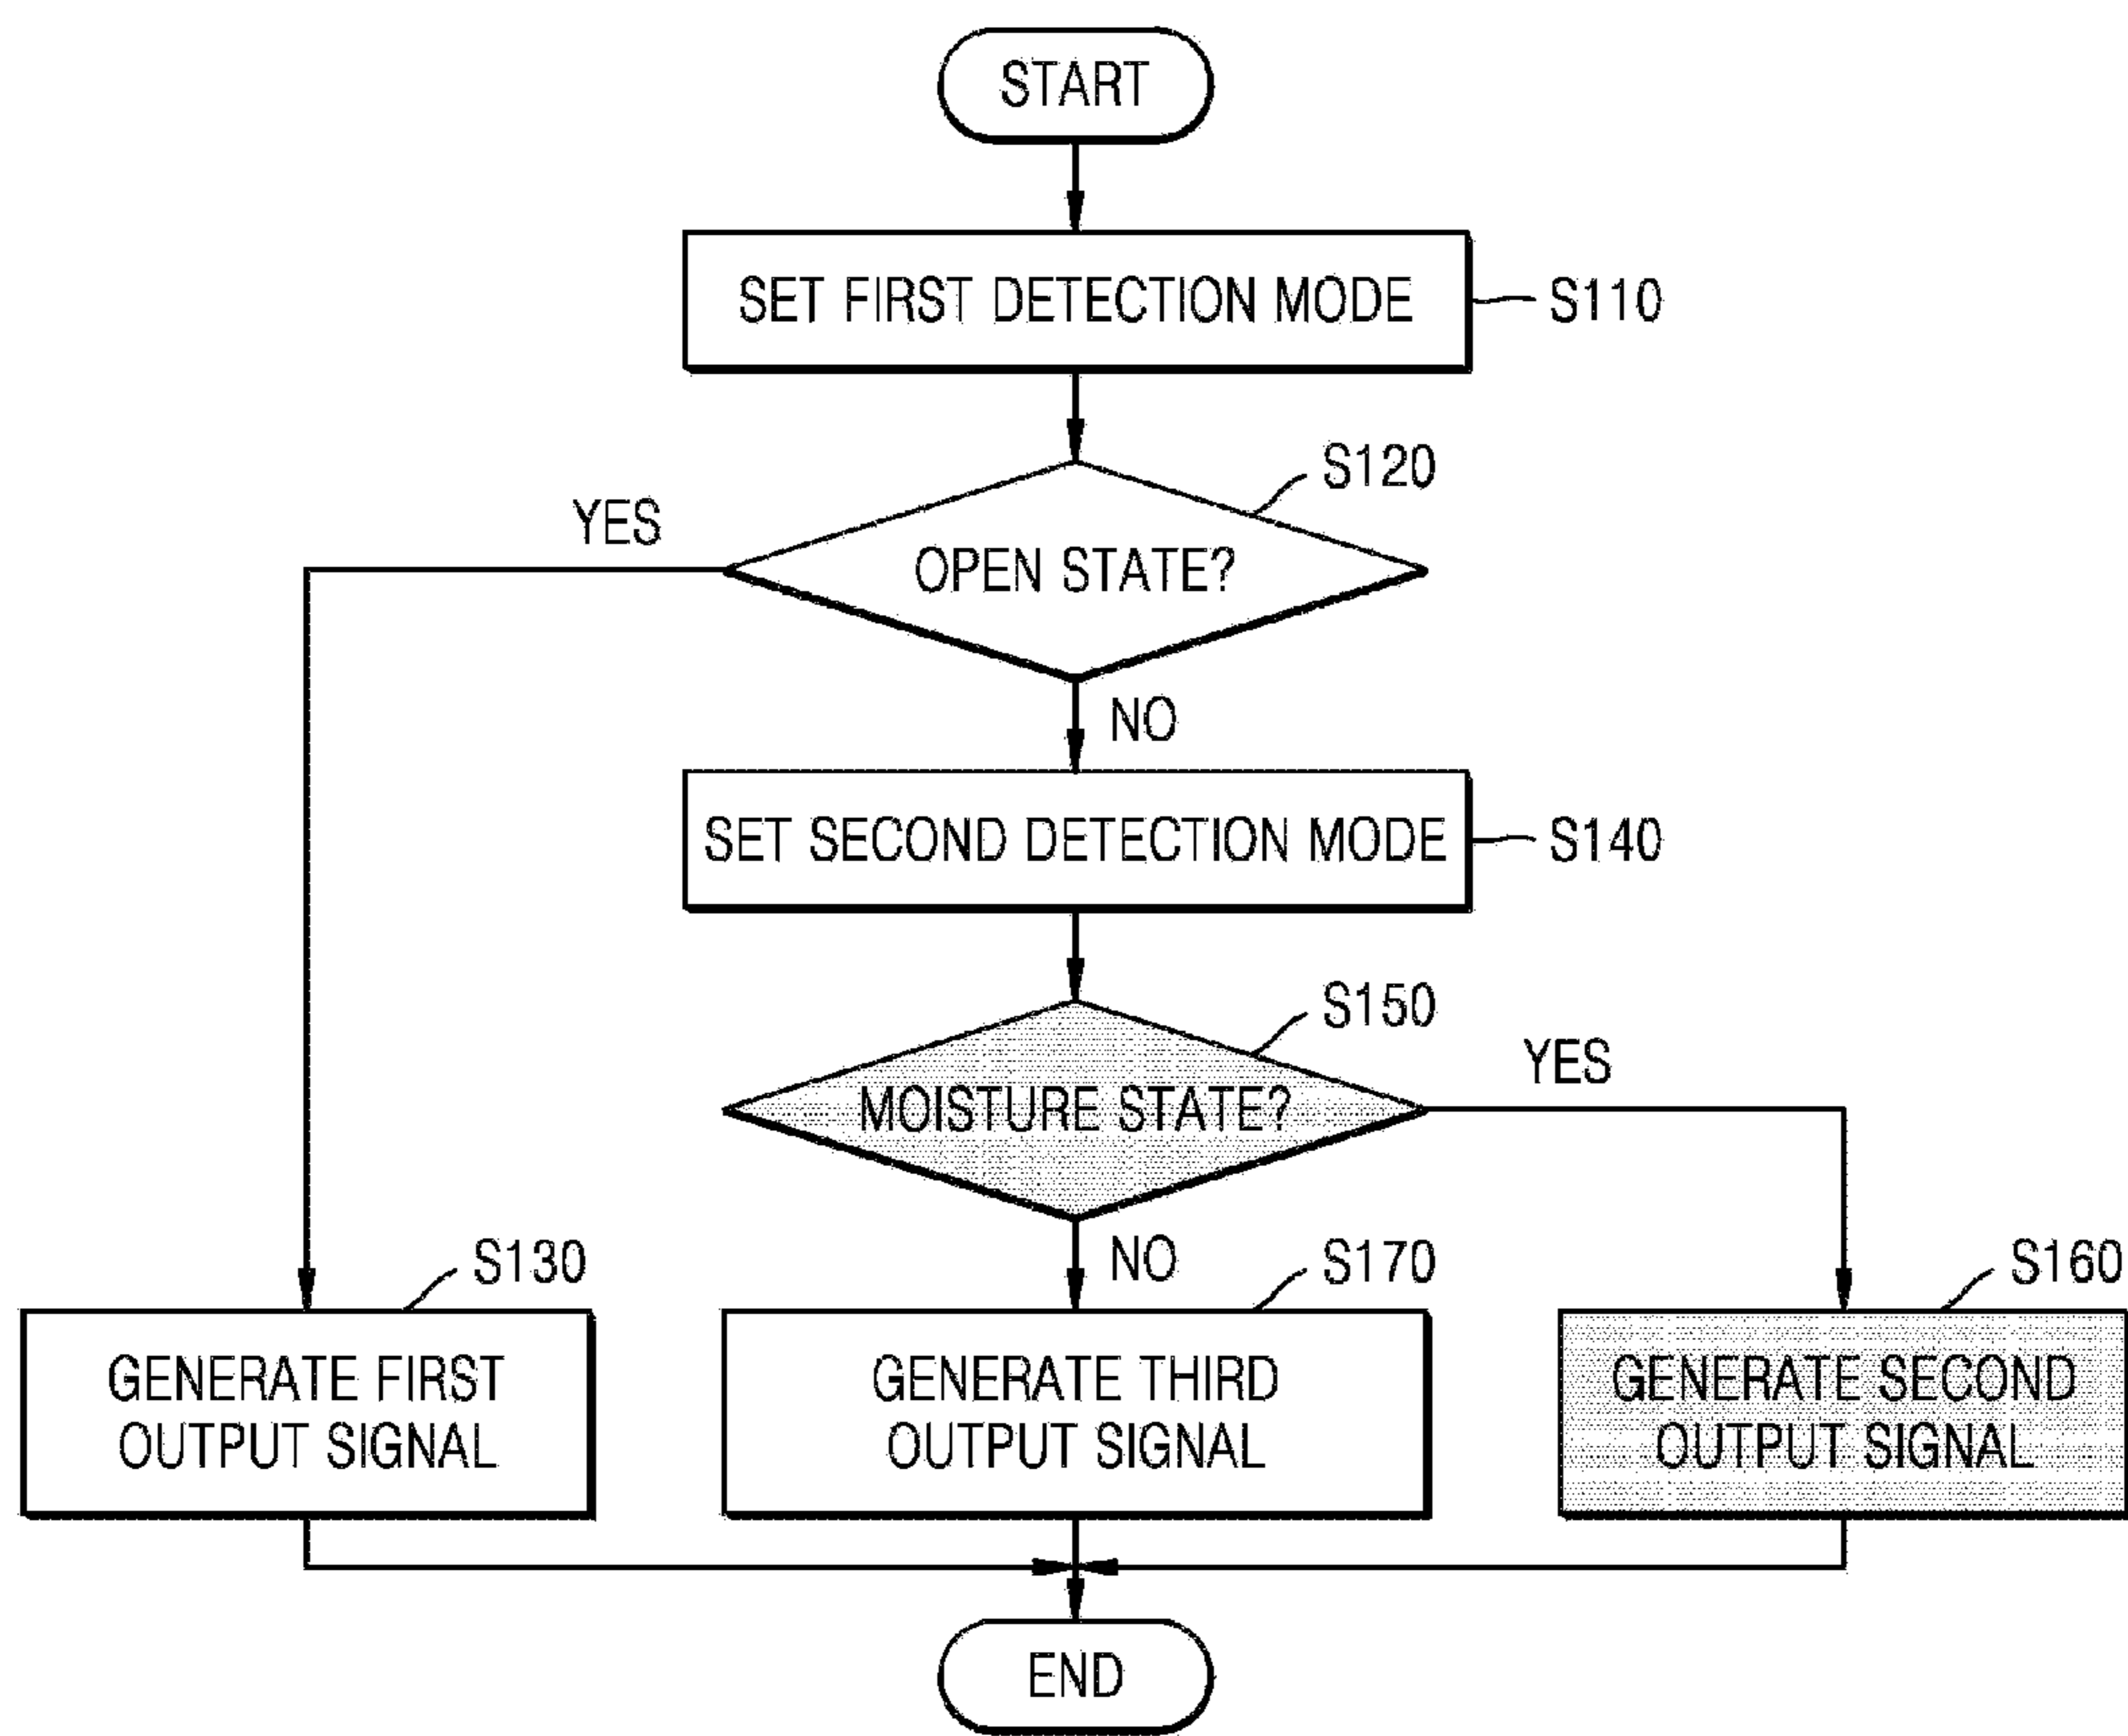 START
SET FIRST DETECTION MODE
S110
S120
YES
OPEN STATE?
NO
SET SECOND DETECTION MODE
S140
S150
YES
MOISTURE STATE?
NO
S130
S170
S160
GENERATE FIRST
OUTPUT SIGNAL
GENERATE THIRD
OUTPUT SIGNAL
GENERATE SECOND
OUTPUT SIGNAL
END